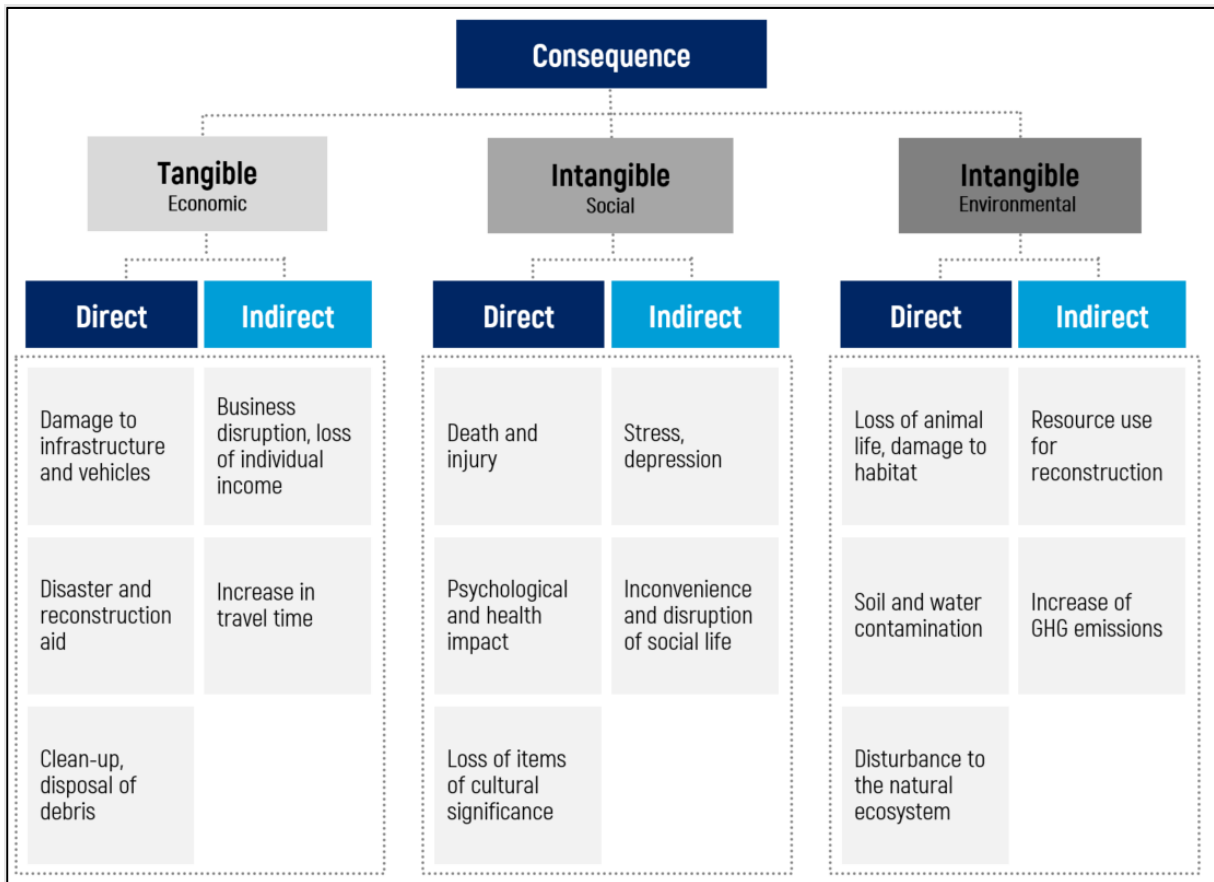 Consequence
Tangible
Economic
Intangible
Social
Intangible
Environmental
Direct
Indirect
Direct
Indirect
Direct
Indirect
Damage to
infrastructure
and vehicles
Business
disruption, loss
of individual
income
Death and
injury
Stress,
depression
Loss of animal
life, damage to
habitat
Resource use
for
reconstruction
Disaster and
reconstruction
aid
Increase in
travel time
Psychological
and health
impact
Inconvenience
and disruption
of social life
Soil and water
contamination
Increase of
GHG emissions
Clean-up,
disposal of
debris
Loss of items
of cultural
significance
Disturbance to
the natural
ecosystem